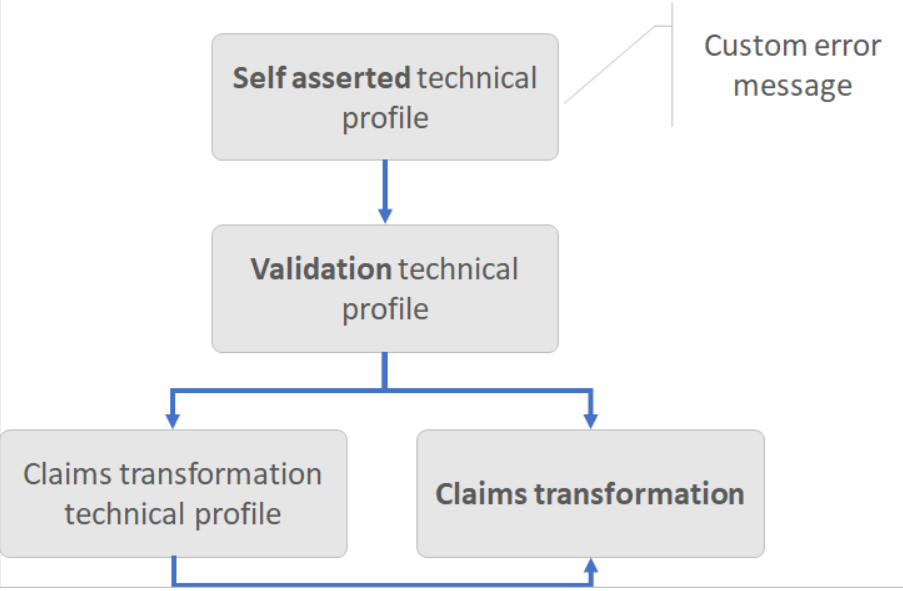 Self asserted technical
profile
Custom error
message
Validation technical
profile
Claims transformation
technical profile
Claims transformation